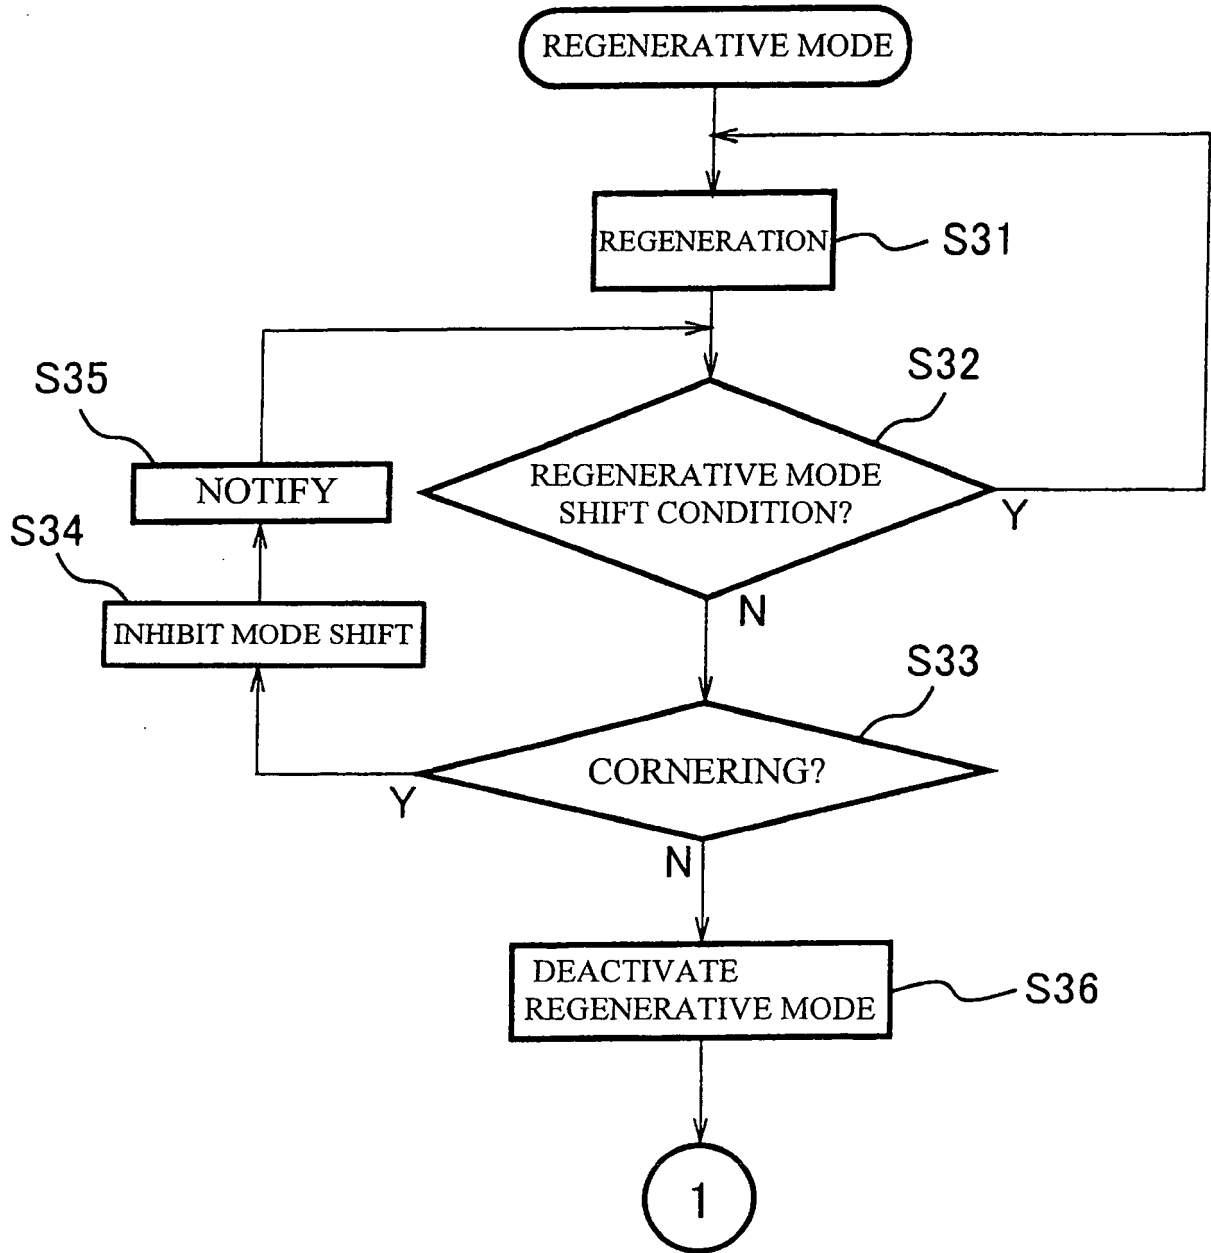 REGENERATIVE MODE
REGENERATION
S31
S32
S35
REGENERATIVE MODE
SHIFT CONDITION?
NOTIFY
Y
S34
N
INHIBIT MODE SHIFT
S33
CORNERING?
Y
N
DEACTIVATE
REGENERATIVE MODE
S36
1